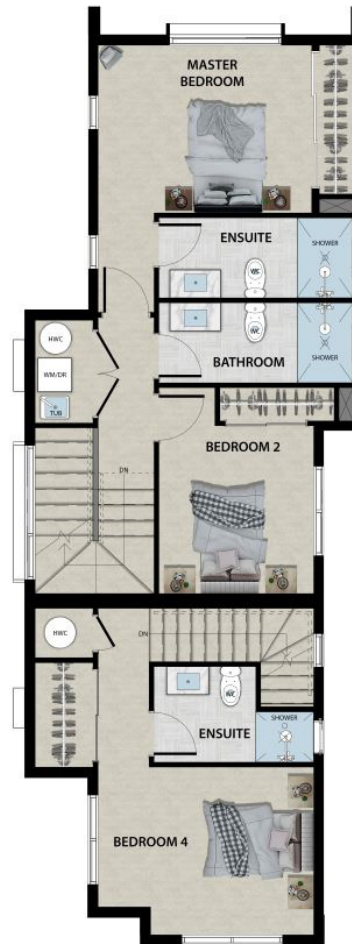 MASTER
BEDROOM
ENSUITE
WC
SHOWER
HWC
WM/DR
TUB
WC
BATHROOM
SHOWER
BEDROOM 2
DN
HWC
DN
WC
ENSUITE
SHOWER
BEDROOM 4